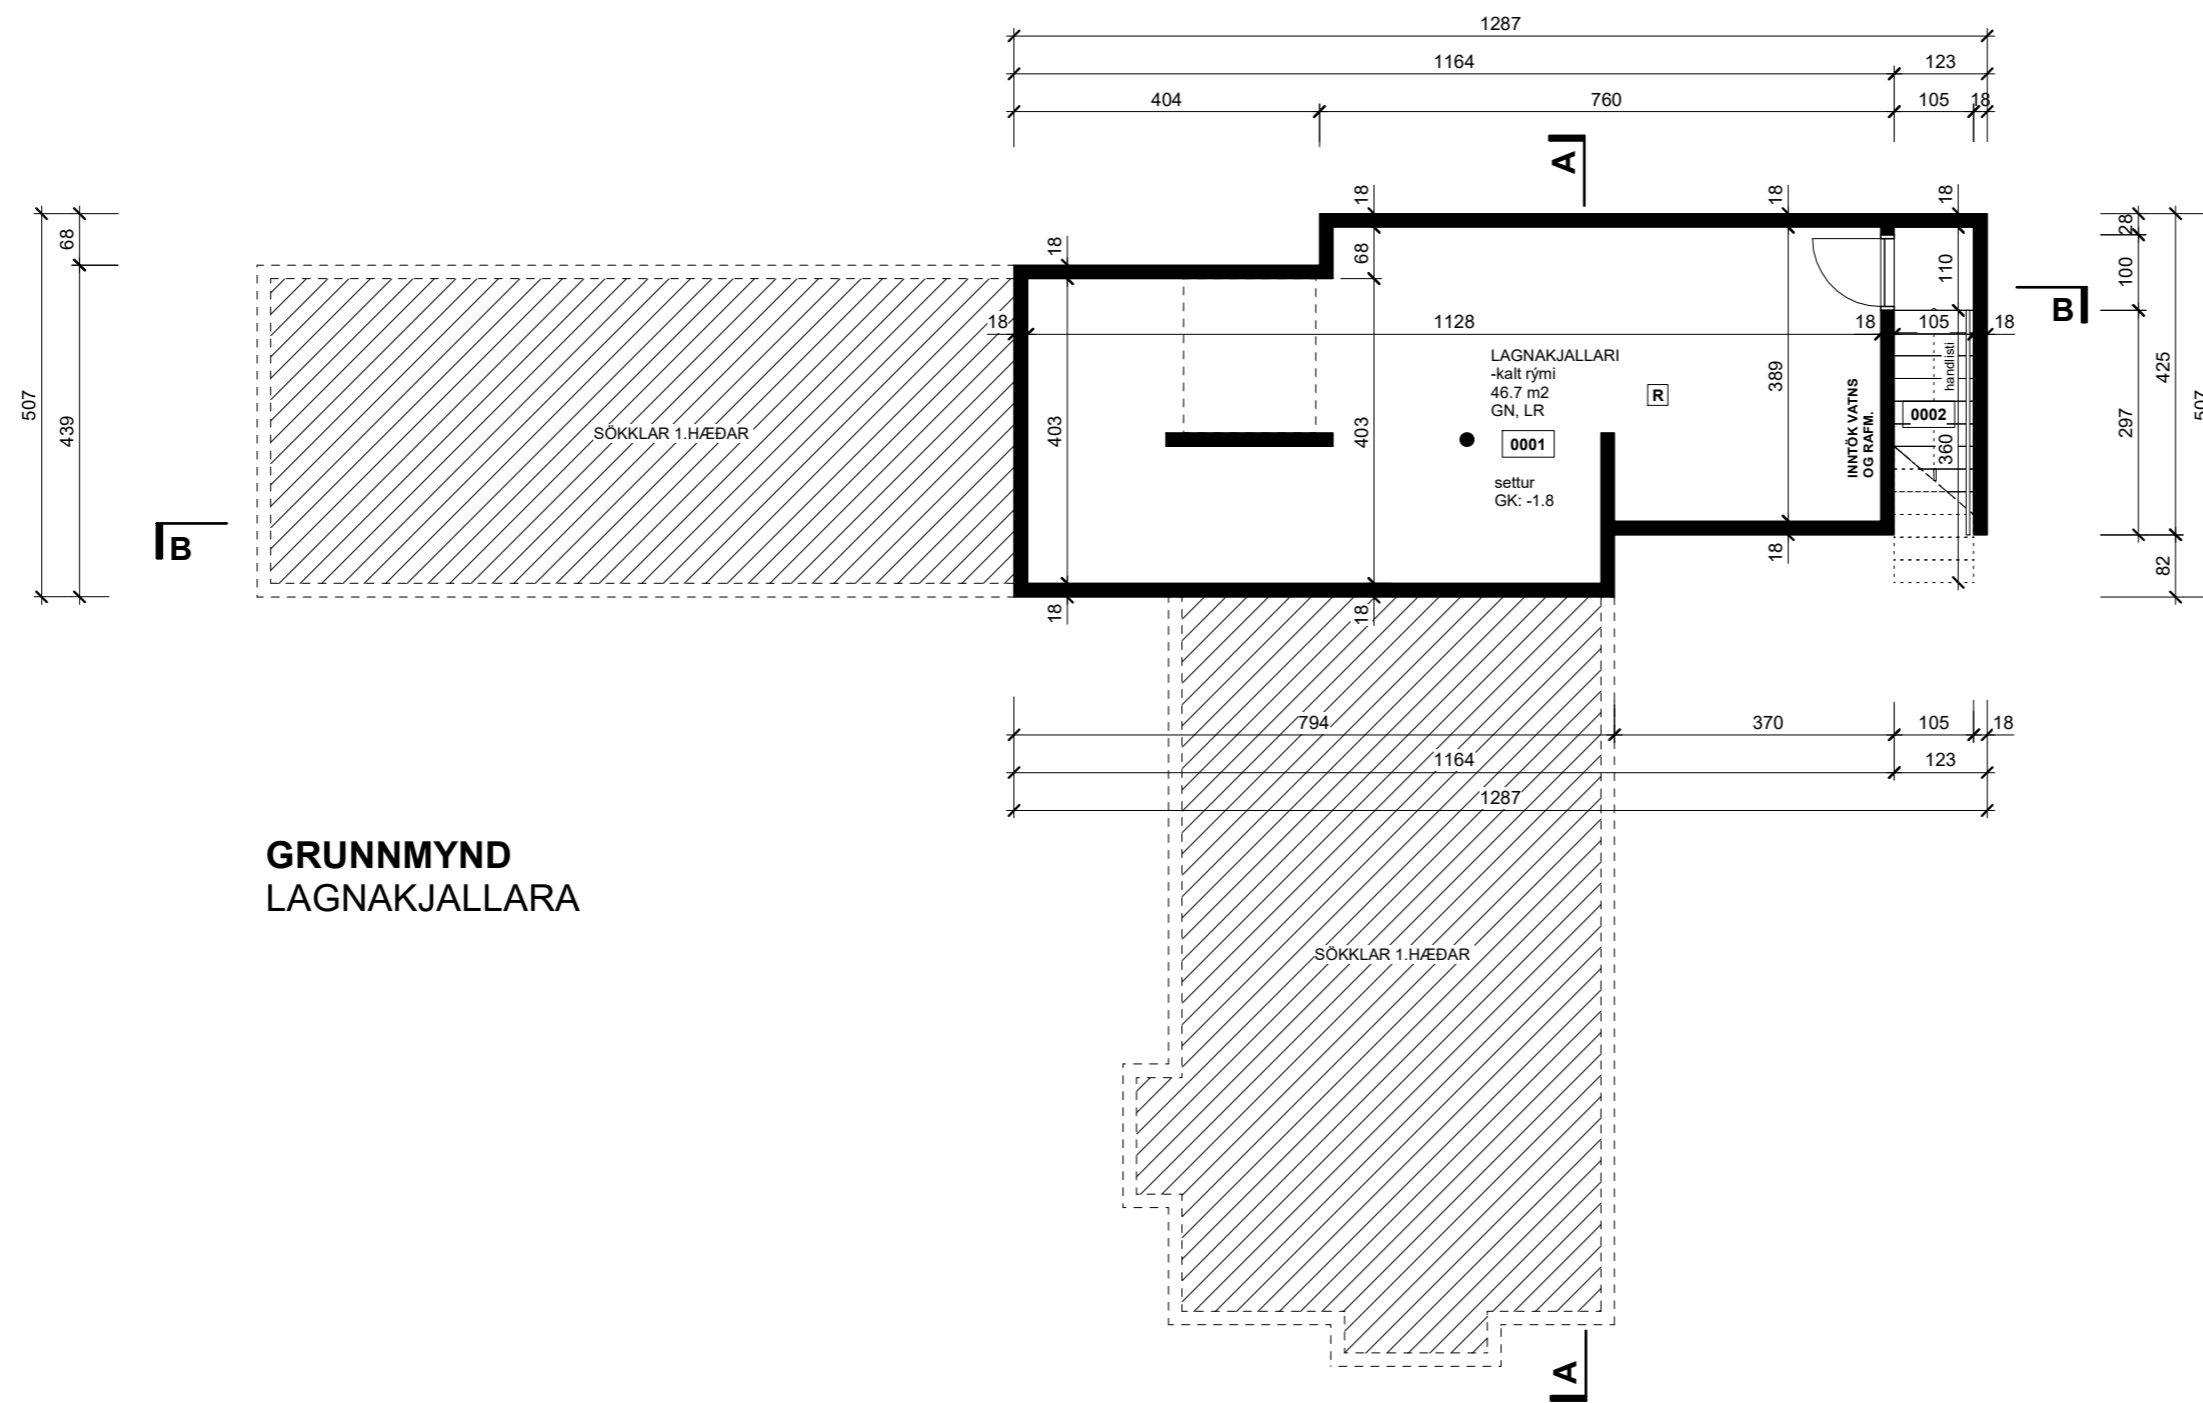 1287
1164 123
404 760 105 18
A
18 18 18
68 28
18 68 110 100
B
18 1128 18 105 18
LAGNAKJALLARI
-kalt rými
46.7 m2
GN, LR
0001
settur
GK: -1.8
R
389
INNTÖK VATNS
OG RAFM.
handlisti
0002
360
507 439
SÖKKLAR 1.HÆÐAR
403 403
297 425 507
B
18 18 18 82
794 370 105 18
1164 123
1287
GRUNNMYND
LAGNAKJALLARA
SÖKKLAR 1.HÆÐAR
A